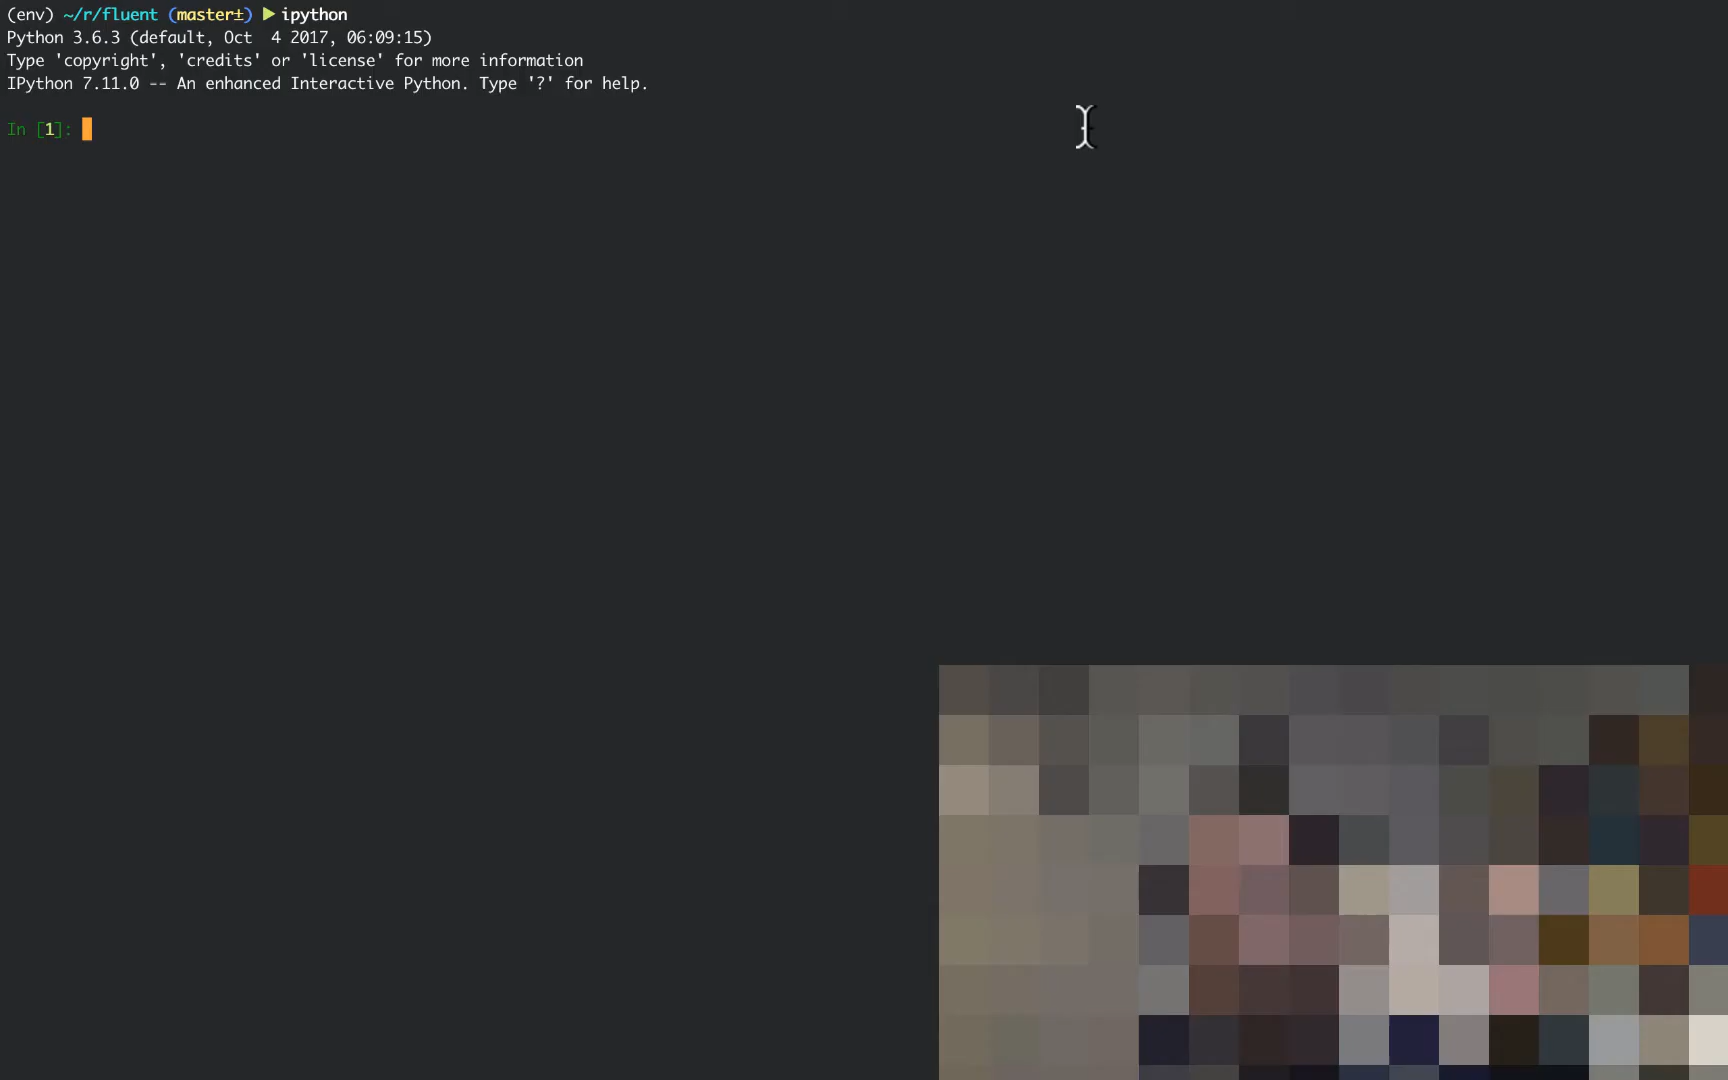 (env) ~/r/fluent (master±) ▶ ipython
Python 3.6.3 (default, Oct  4 2017, 06:09:15)
Type 'copyright', 'credits' or 'license' for more information
IPython 7.11.0 -- An enhanced Interactive Python. Type '?' for help.
In [1]: